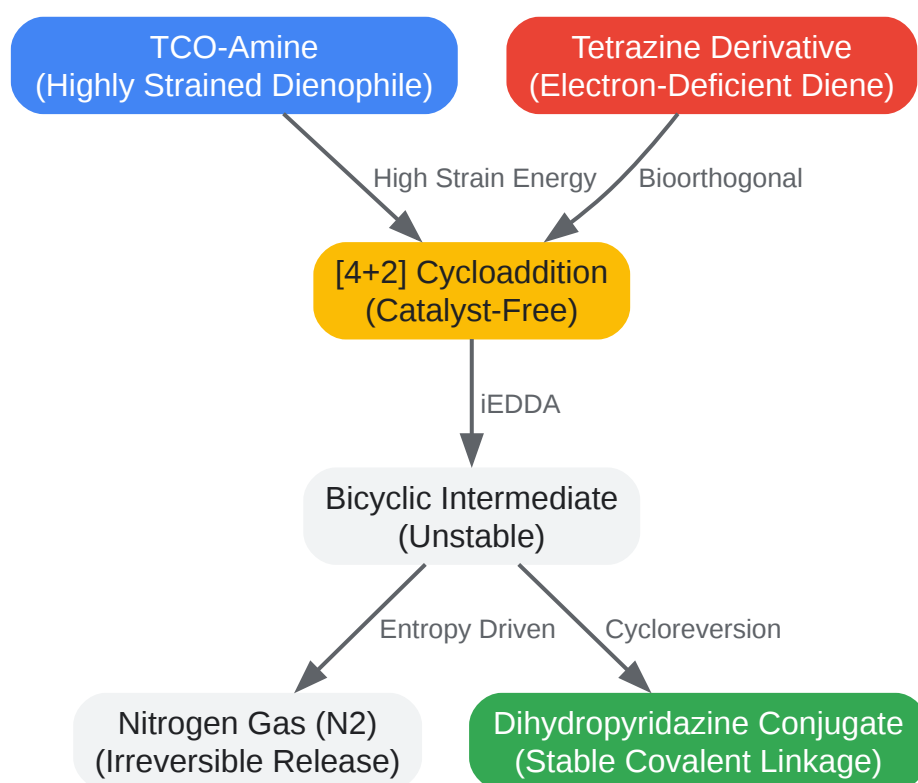 TCO-Amine
(Highly Strained Dienophile)
Tetrazine Derivative
(Electron-Deficient Diene)
High Strain Energy
Bioorthogonal
[4+2] Cycloaddition
(Catalyst-Free)
iEDDA
Bicyclic Intermediate
(Unstable)
Entropy Driven
Cycloreversion
Nitrogen Gas (N2)
(Irreversible Release)
Dihydropyridazine Conjugate
(Stable Covalent Linkage)